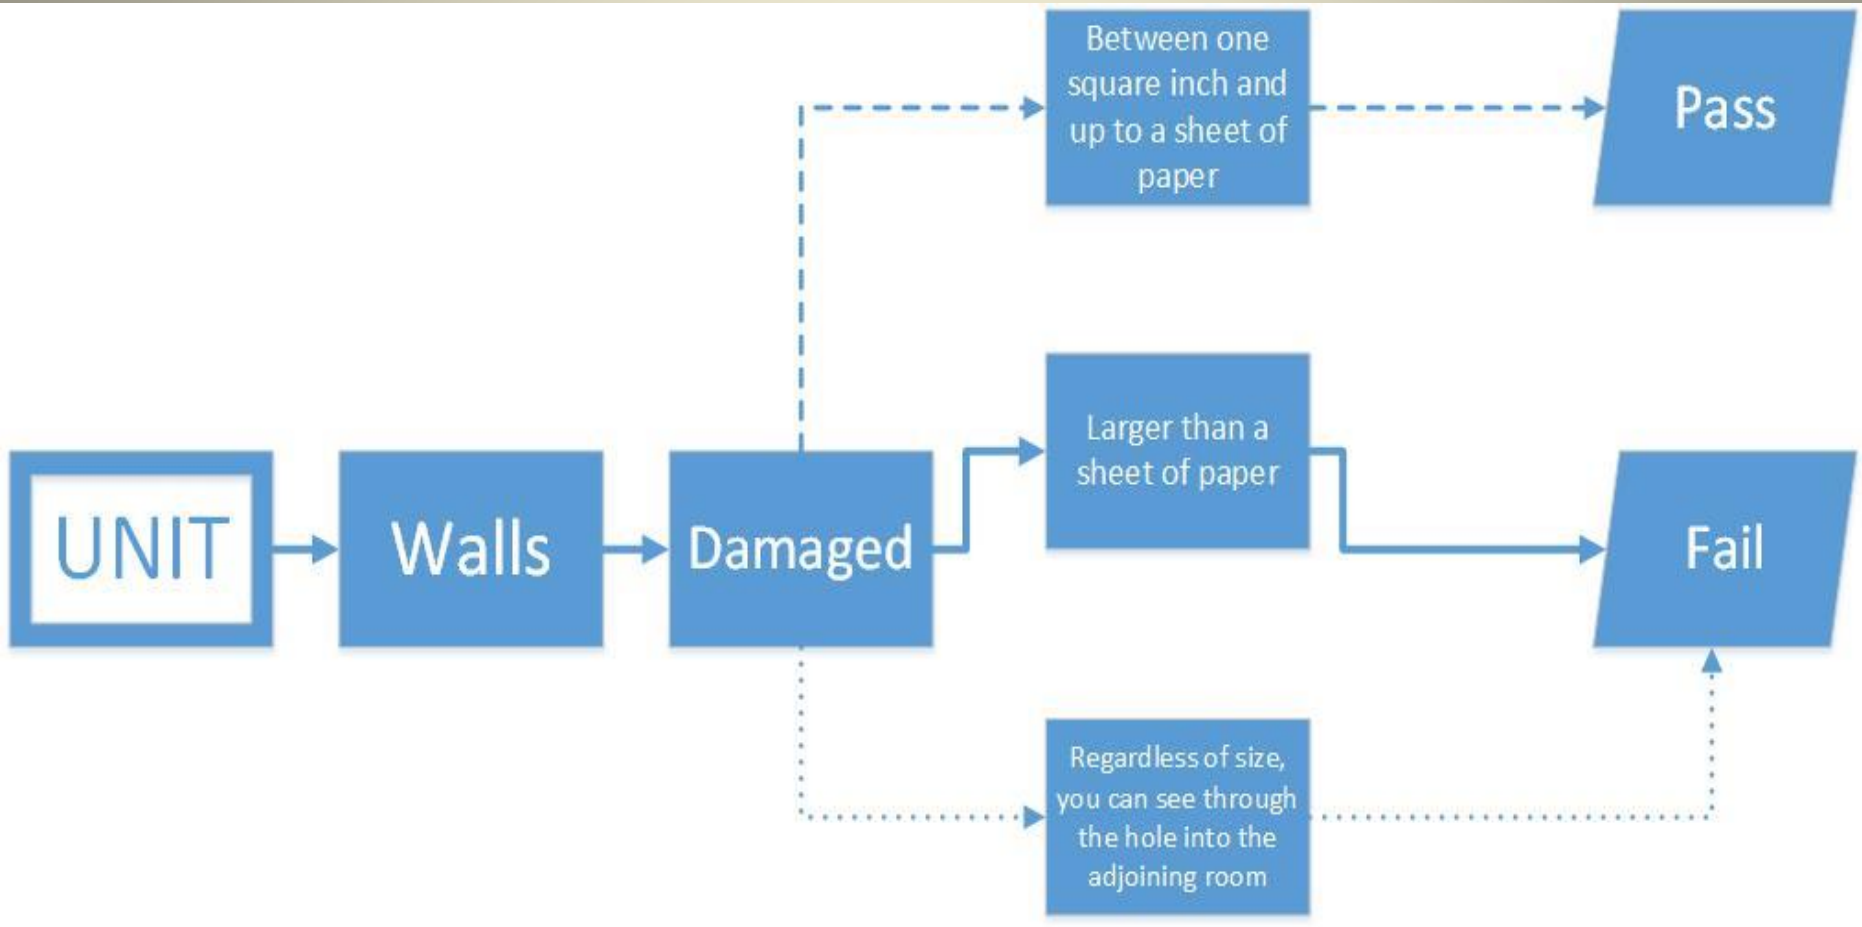 Between one
square inch and
up to a sheet of
paper
Pass
Larger than a
sheet of paper
UNIT
Walls
Damaged
Fail
Regardless of size,
you can see through
the hole into the
adjoining room